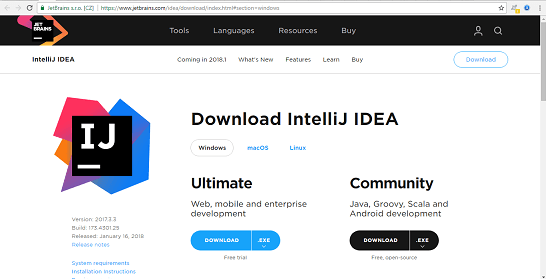 JetBrains s.r.o. [CZ] https://www.jetbrains.com/idea/download/index.html#section=windows
JET
BRAINS
Tools Languages Resources Buy
IntelliJ IDEA Coming in 2018.1 What's New Features Learn Buy Download
IJ
Download IntelliJ IDEA
Windows macOS Linux
Ultimate
Web, mobile and enterprise
development
DOWNLOAD .EXE
Free trial
Community
Java, Groovy, Scala and
Android development
DOWNLOAD .EXE
Free, open-source
Version: 2017.3.3
Build: 173.4301.25
Released: January 16, 2018
Release notes
System requirements
Installation Instructions